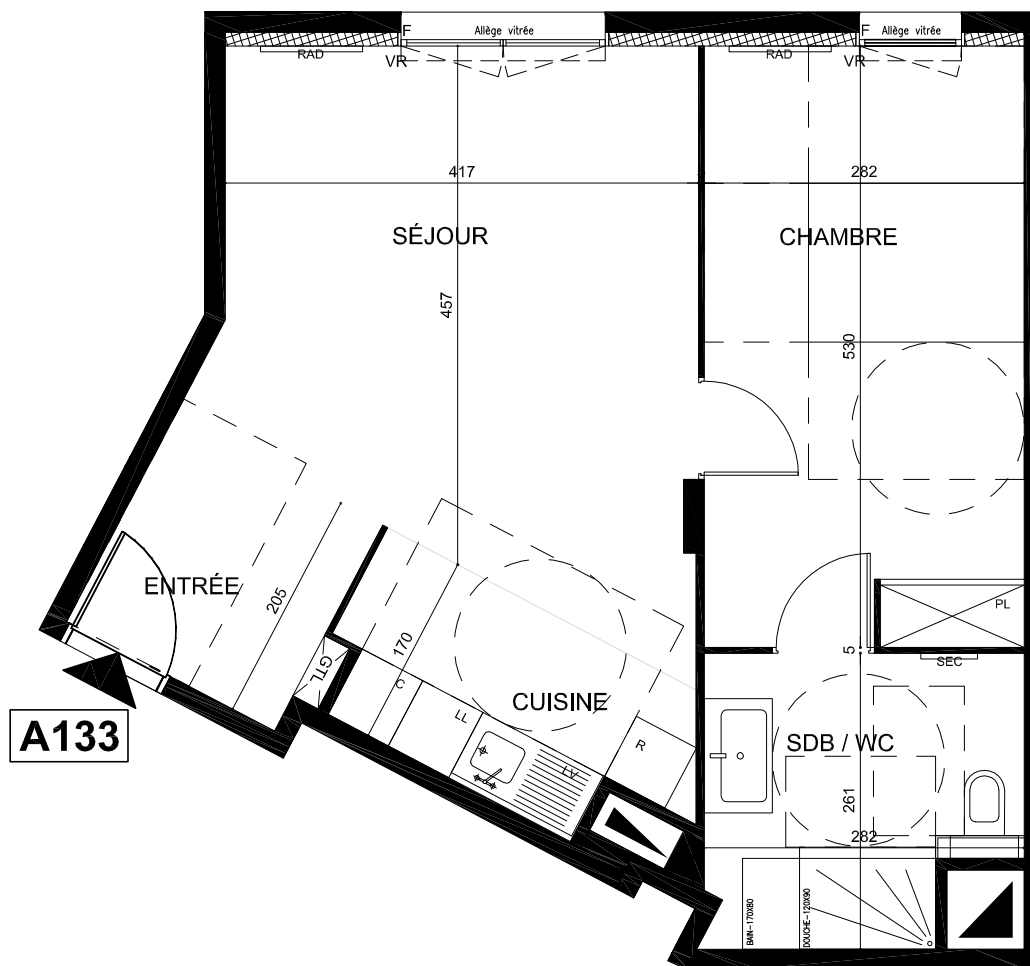 F
Allège vitrée
F
Allège vitrée
RAD
VR
RAD
VR
417
282
SÉJOUR
CHAMBRE
457
530
ENTRÉE
205
170
GTL
C
LL
CUISINE
LV
R
PL
5
SEC
A133
SDB / WC
261
282
BAIN-170X80
DOUCHE-120X90